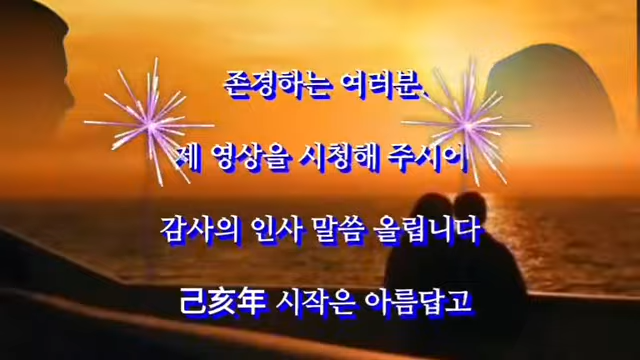 존경하는 여러분.
제 영상을 시청해 주시어
감사의 인사 말씀 올립니다
己亥年 시작은 아름답고